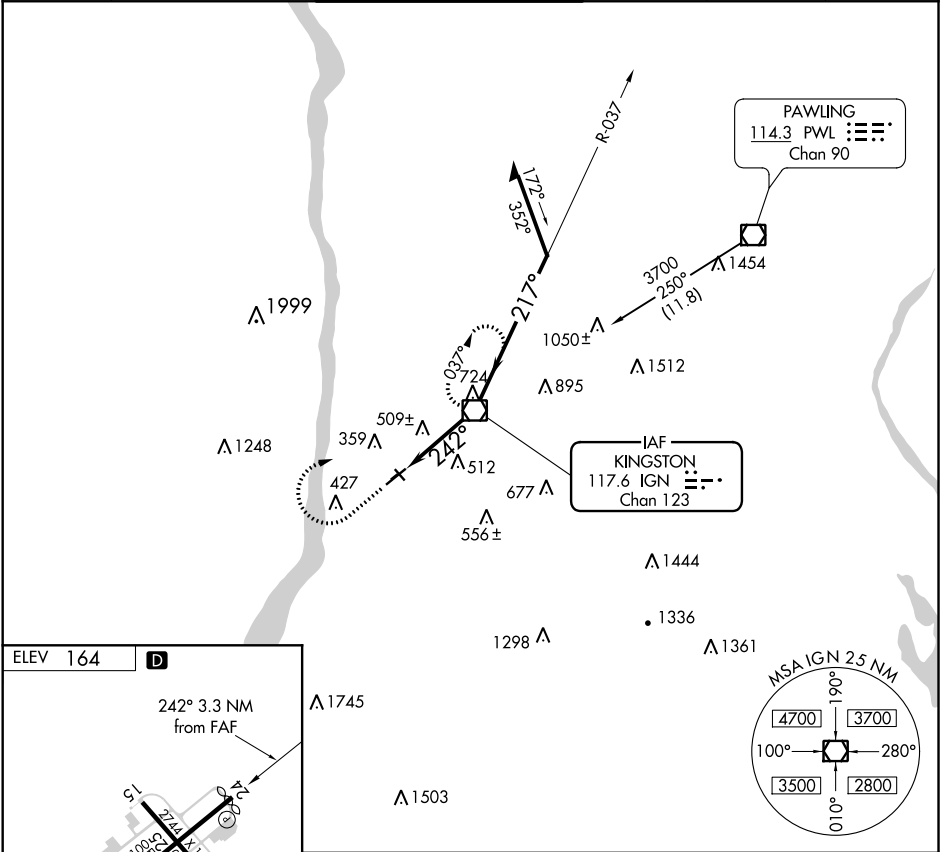 R-037
PAWLING
114.3 PWL
Chan 90
172°
352°
3700
250°
(11.8)
1454
217°
1999
1050±
1512
037°
724
895
509±
359
242°
1248
512
IAF
KINGSTON
117.6 IGN
Chan 123
427
677
556±
1444
1336
1298
1361
ELEV 164 D
242° 3.3 NM
from FAF
1745
MSA IGN 25 NM
190°
4700 3700
100° 280°
3500 2800
010°
15
24
2744
P
1503